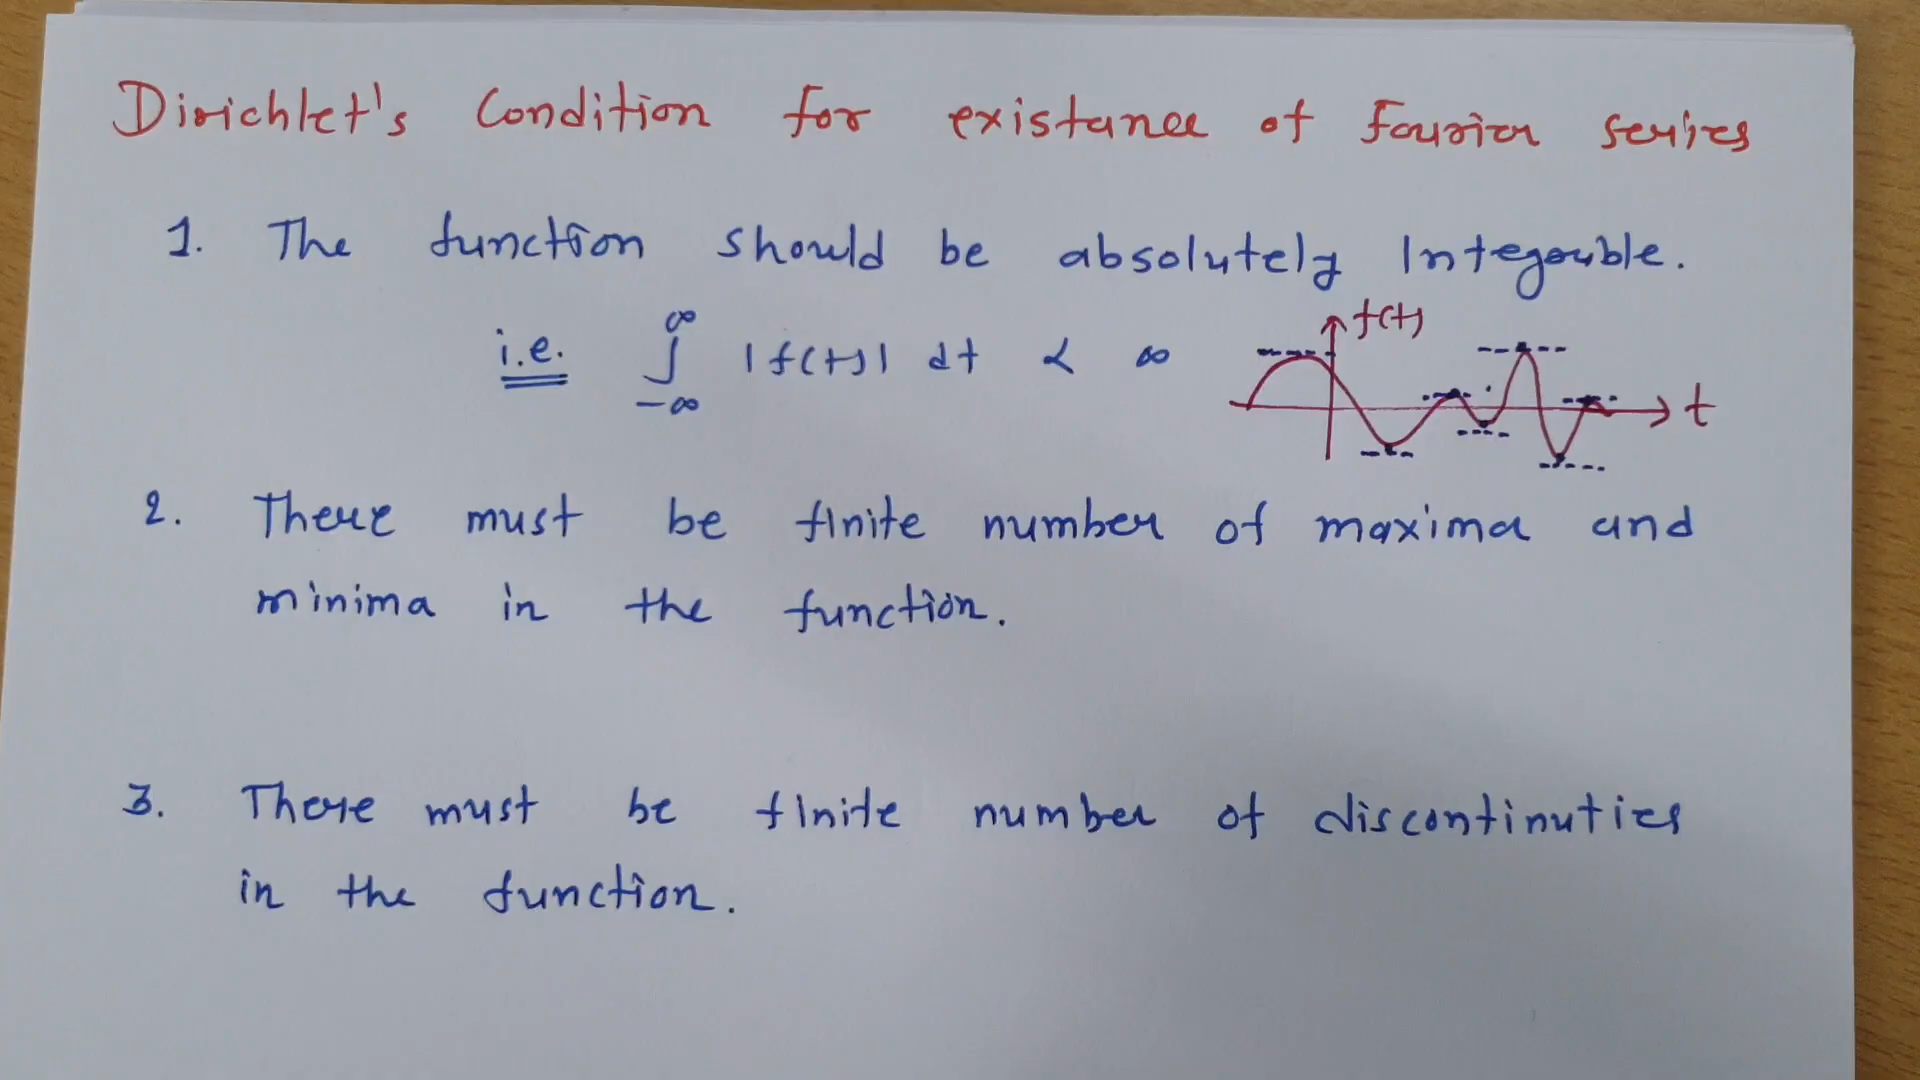 Dirichlet's Condition for existance of Fourier series
1. The function should be absolutely Integrable.
i.e. ∫ from -∞ to ∞ |f(t)| dt < ∞
f(t)
t
2. There must be finite number of maxima and
minima in the function.
3. There must be finite number of discontinuties
in the function.